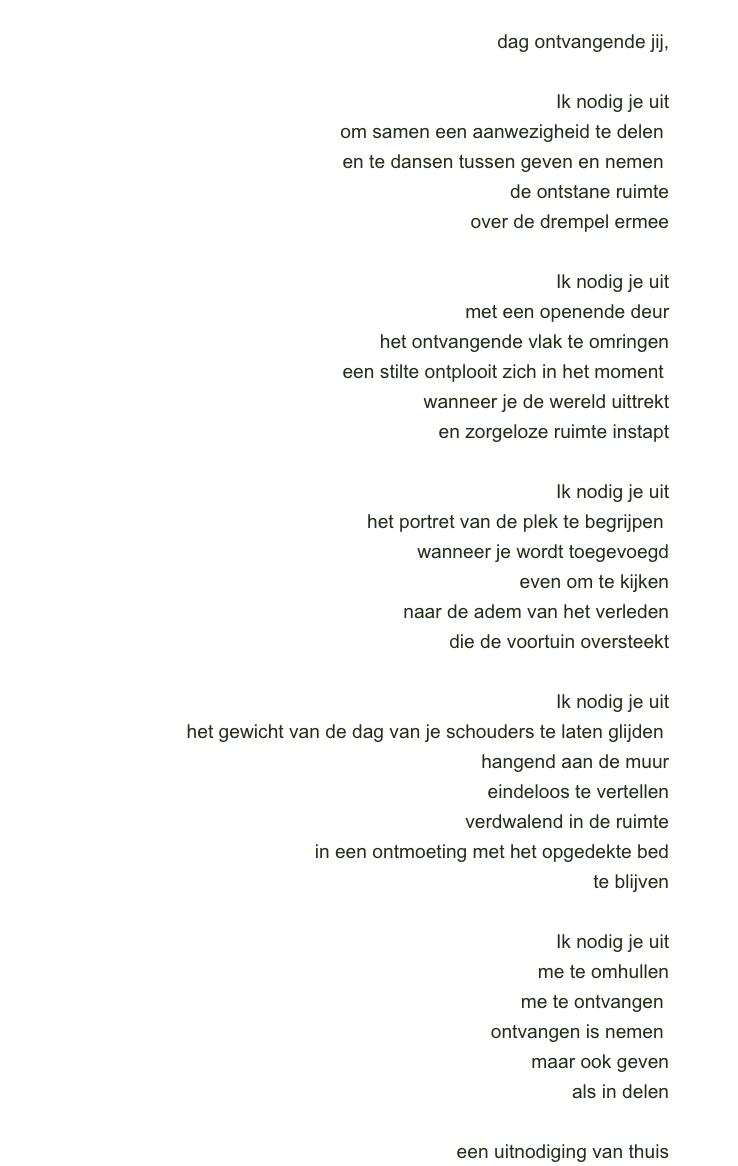 dag ontvangende jij,

Ik nodig je uit
om samen een aanwezigheid te delen
en te dansen tussen geven en nemen
de ontstane ruimte
over de drempel ermee

Ik nodig je uit
met een openende deur
het ontvangende vlak te omringen
een stilte ontplooit zich in het moment
wanneer je de wereld uittrekt
en zorgeloze ruimte instapt

Ik nodig je uit
het portret van de plek te begrijpen
wanneer je wordt toegevoegd
even om te kijken
naar de adem van het verleden
die de voortuin oversteekt

Ik nodig je uit
het gewicht van de dag van je schouders te laten glijden
hangend aan de muur
eindeloos te vertellen
verdwalend in de ruimte
in een ontmoeting met het opgedekte bed
te blijven

Ik nodig je uit
me te omhullen
me te ontvangen
ontvangen is nemen
maar ook geven
als in delen

een uitnodiging van thuis